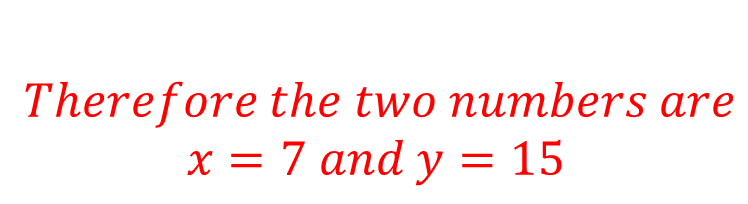 Therefore the two numbers are
x = 7 and y = 15